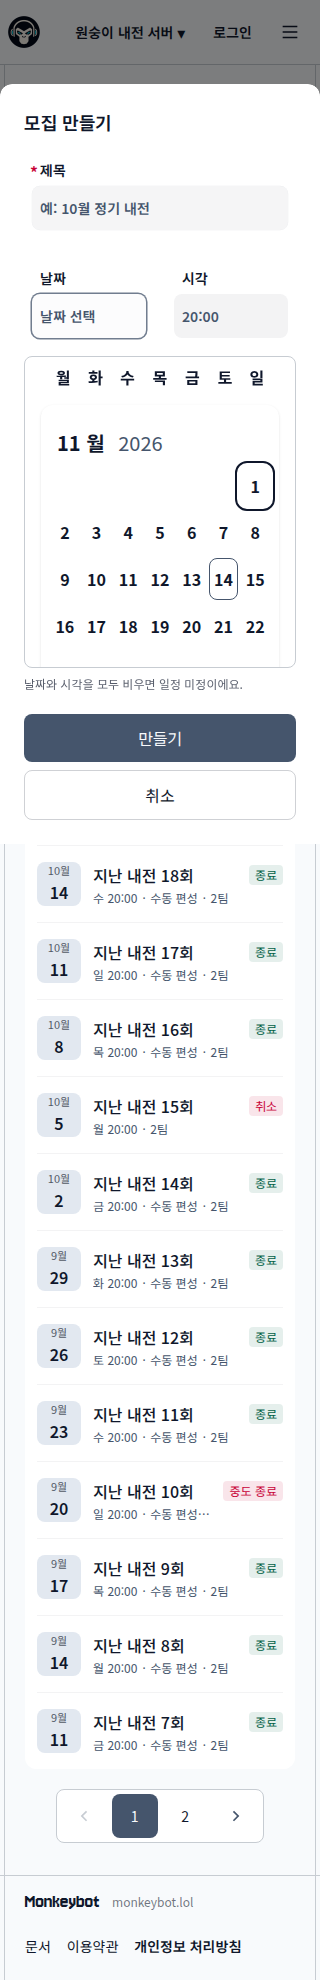 원숭이 내전 서버 ▾ 로그인
모집 만들기
* 제목
예: 10월 정기 내전
날짜 시각
날짜 선택 20:00
월 화 수 목 금 토 일
11 월 2026
1
2 3 4 5 6 7 8
9 10 11 12 13 14 15
16 17 18 19 20 21 22
날짜와 시각을 모두 비우면 일정 미정이에요.
만들기
취소
10월
14
지난 내전 18회
수 20:00 · 수동 편성 · 2팀
종료
10월
11
지난 내전 17회
일 20:00 · 수동 편성 · 2팀
종료
10월
8
지난 내전 16회
목 20:00 · 수동 편성 · 2팀
종료
10월
5
지난 내전 15회
월 20:00 · 2팀
취소
10월
2
지난 내전 14회
금 20:00 · 수동 편성 · 2팀
종료
9월
29
지난 내전 13회
화 20:00 · 수동 편성 · 2팀
종료
9월
26
지난 내전 12회
토 20:00 · 수동 편성 · 2팀
종료
9월
23
지난 내전 11회
수 20:00 · 수동 편성 · 2팀
종료
9월
20
지난 내전 10회
일 20:00 · 수동 편성…
중도 종료
9월
17
지난 내전 9회
목 20:00 · 수동 편성 · 2팀
종료
9월
14
지난 내전 8회
월 20:00 · 수동 편성 · 2팀
종료
9월
11
지난 내전 7회
금 20:00 · 수동 편성 · 2팀
종료
1 2
Monkeybot monkeybot.lol
문서 이용약관 개인정보 처리방침